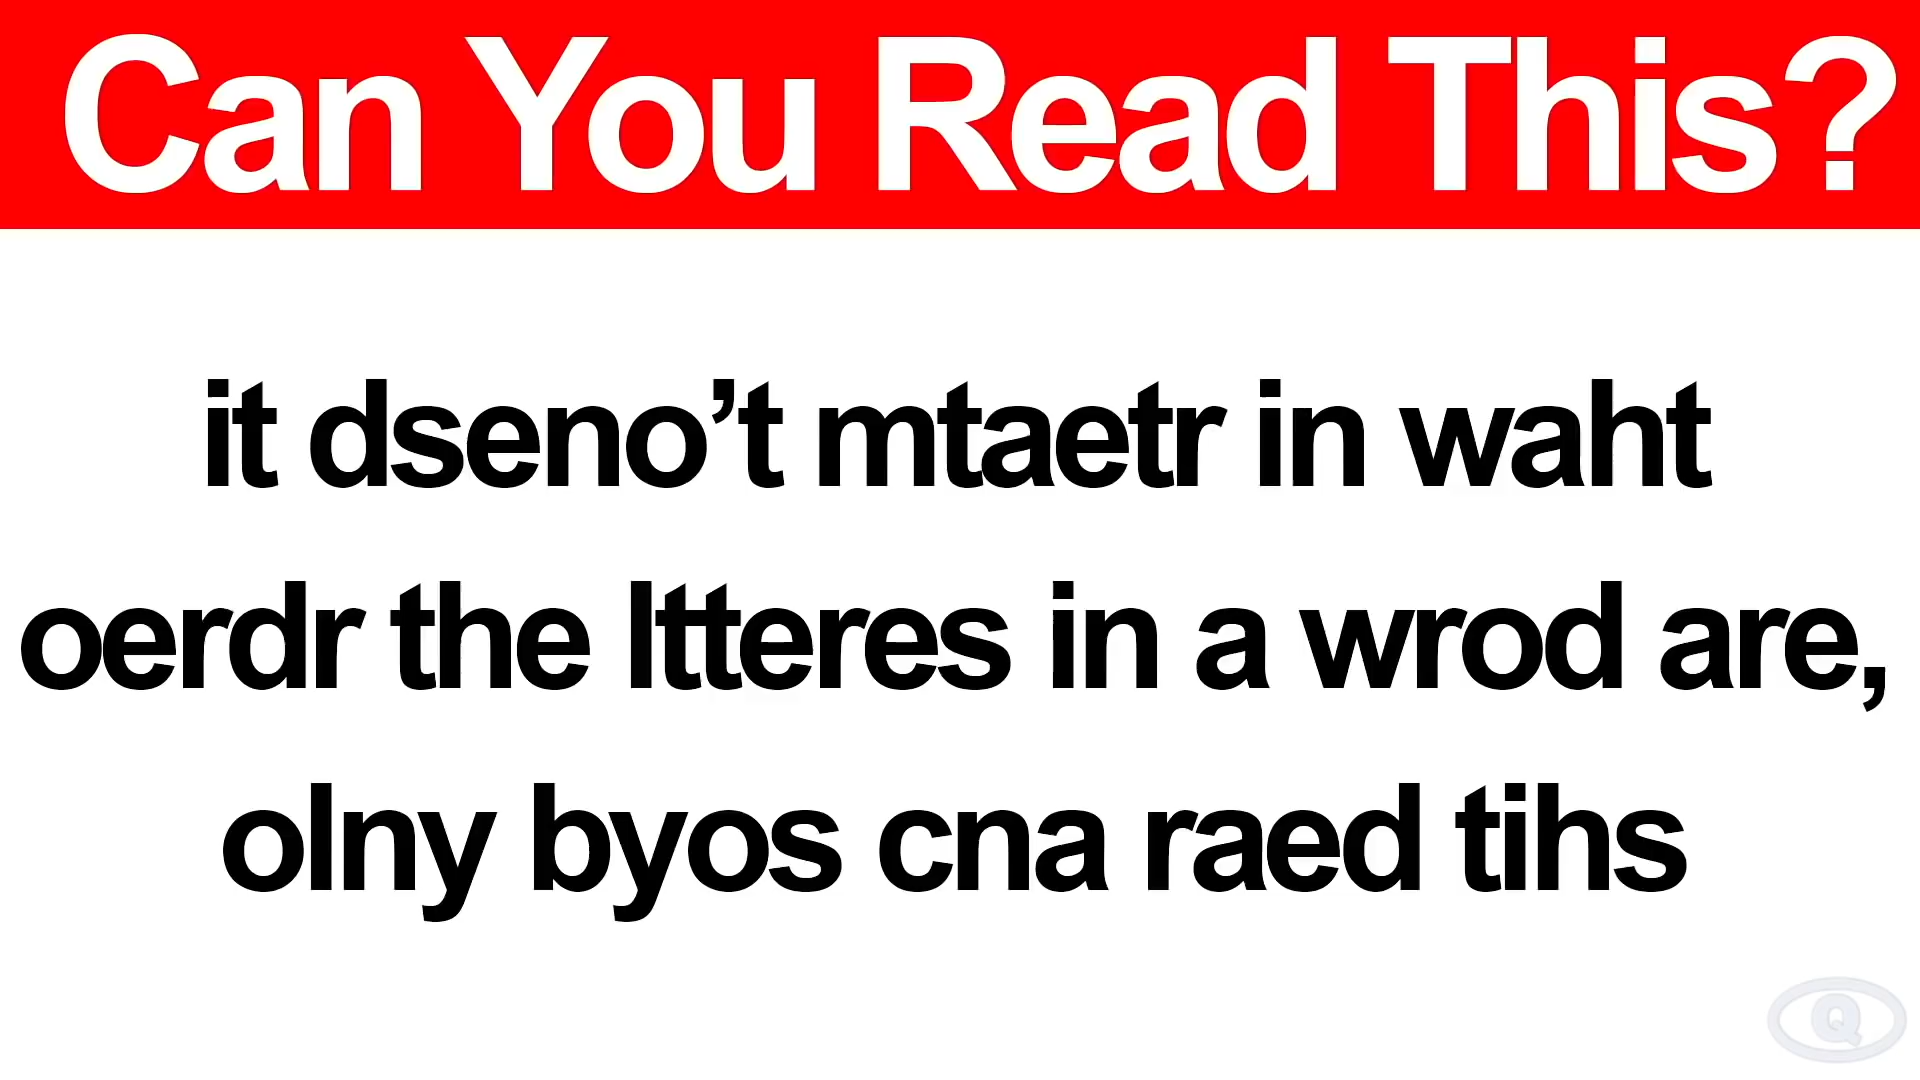 Can You Read This?
it dseno’t mtaetr in waht
oerdr the ltteres in a wrod are,
olny byos cna raed tihs
Q